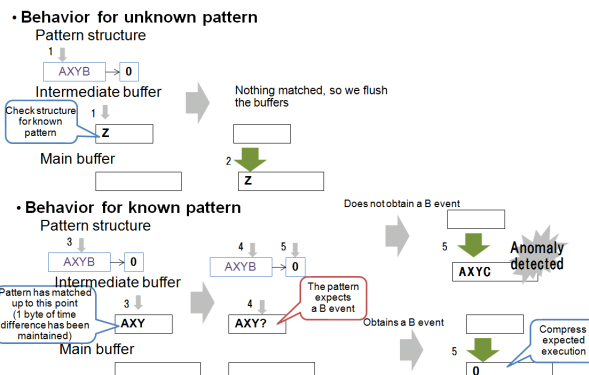 • Behavior for unknown pattern
Pattern structure
1
AXYB
0
Intermediate buffer
Check structure
for known
pattern
1
Z
Nothing matched, so we flush
the buffers
Main buffer
2
Z
• Behavior for known pattern
Pattern structure
3
AXYB
0
4
5
AXYB
0
Does not obtain a B event
5
AXYC
Anomaly
detected
Intermediate buffer
Pattern has matched
up to this point
(1 byte of time
difference has been
maintained)
3
AXY
4
AXY?
The pattern
expects
a B event
Obtains a B event
Main buffer
5
0
Compress
expected
execution